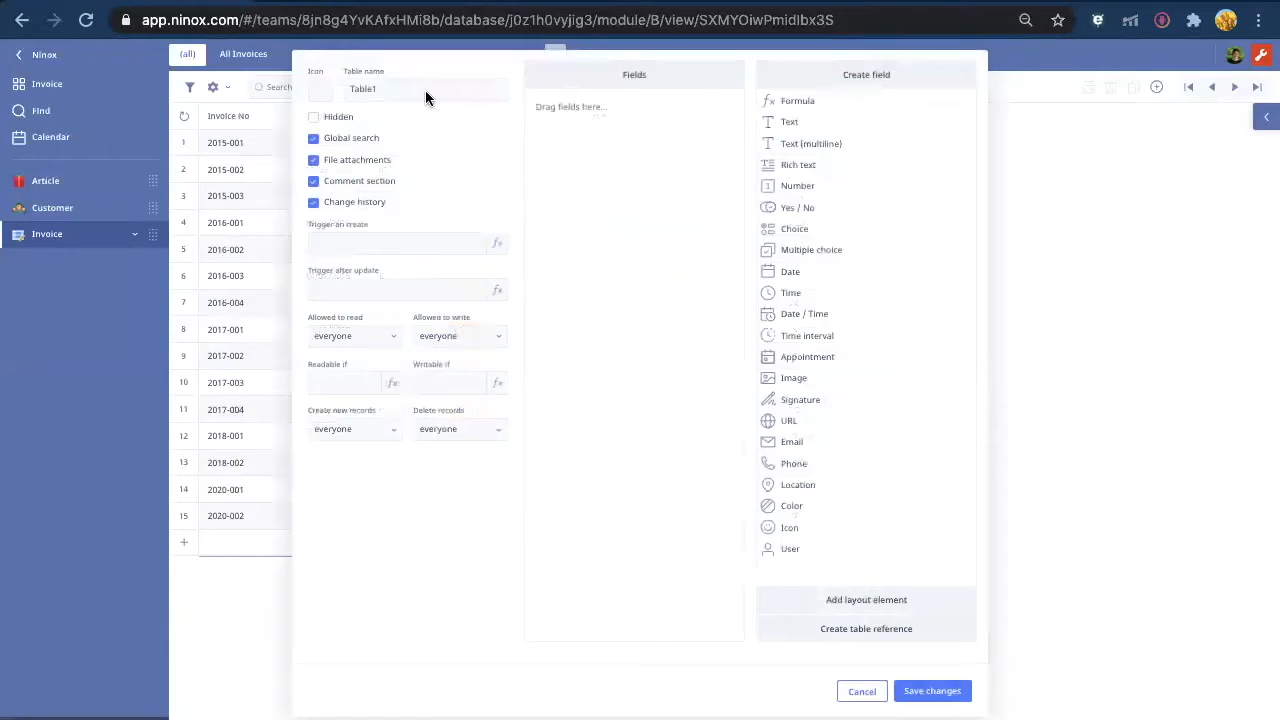 app.ninox.com/#/teams/8jn8g4YvKAfxHMi8b/database/j0z1h0vyjig3/module/B/view/SXMYOiwPmidIbx3S
Ninox
(all)
All Invoices
Invoice
Find
Calendar
Article
Customer
Invoice
Search
Invoice No
1 2015-001
2 2015-002
3 2015-003
4 2016-001
5 2016-002
6 2016-003
7 2016-004
8 2017-001
9 2017-002
10 2017-003
11 2017-004
12 2018-001
13 2018-002
14 2020-001
15 2020-002
Icon
Table name
Table1
Hidden
Global search
File attachments
Comment section
Change history
Trigger on create
fx
Trigger after update
fx
Allowed to read
Allowed to write
everyone
everyone
Readable if
Writable if
fx
fx
Create new records
Delete records
everyone
everyone
Fields
Drag fields here...
Create field
fx Formula
Text
Text (multiline)
Rich text
1 Number
Yes / No
Choice
Multiple choice
Date
Time
Date / Time
Time interval
Appointment
Image
Signature
URL
Email
Phone
Location
Color
Icon
User
Add layout element
Create table reference
Cancel
Save changes